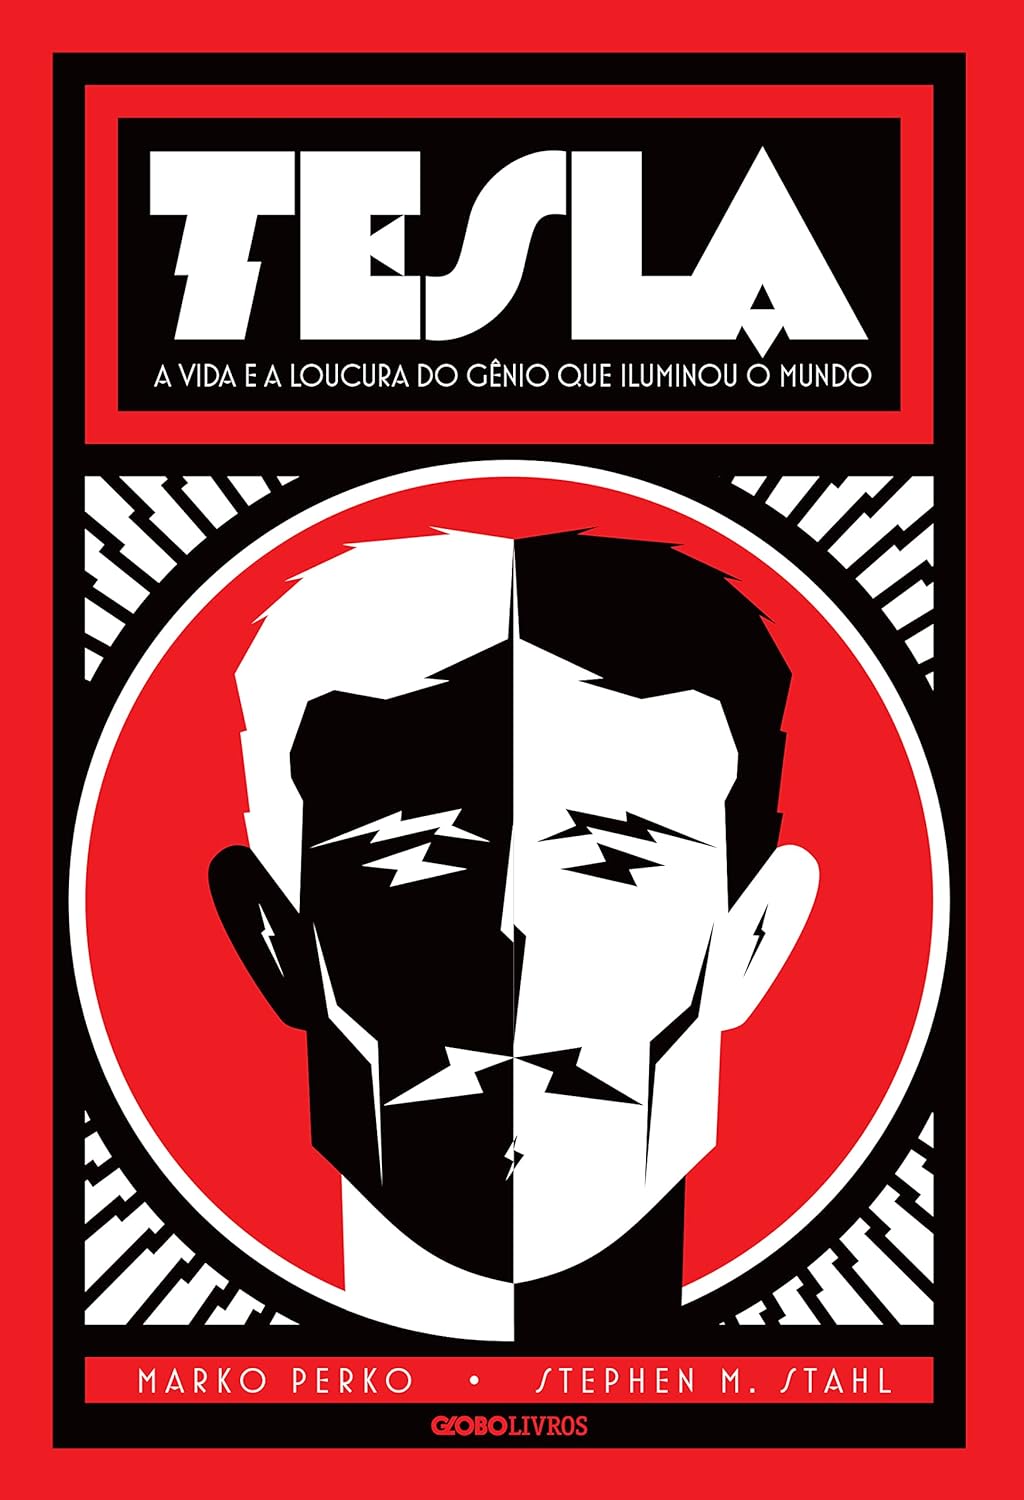 TESLA
A VIDA E A LOUCURA DO GÊNIO QUE ILUMINOU O MUNDO
MARKO PERKO • STEPHEN M. STAHL
GLOBOLIVROS